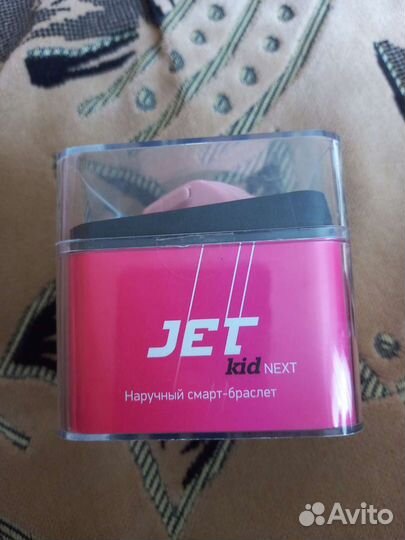 JET
kid NEXT
Наручный смарт-браслет
Avito